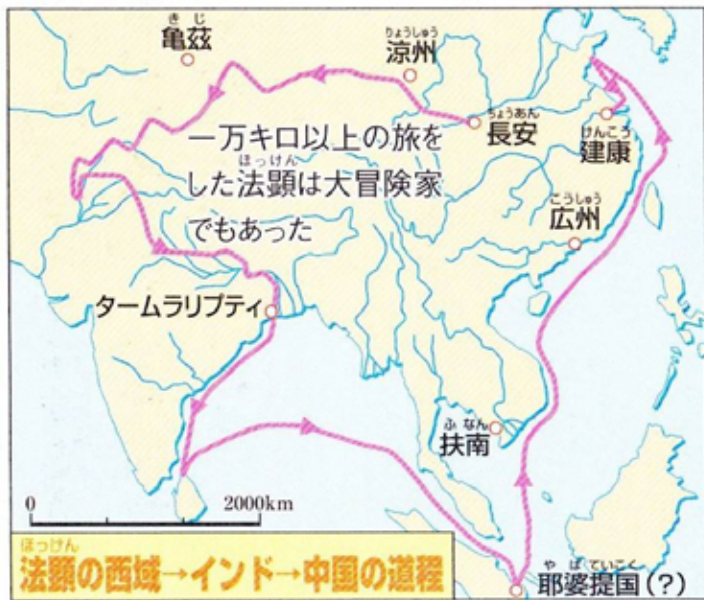 きじ
亀茲
りょうしゅう
涼州
ちょうあん
長安
けんこう
建康
一万キロ以上の旅を
ほっけん
した法顕は大冒険家
でもあった
こうしゅう
広州
タームラリプティ
ふなん
扶南
0 2000km
やばていこく
耶婆提国(?)
ほっけん
法顕の西域→インド→中国の道程